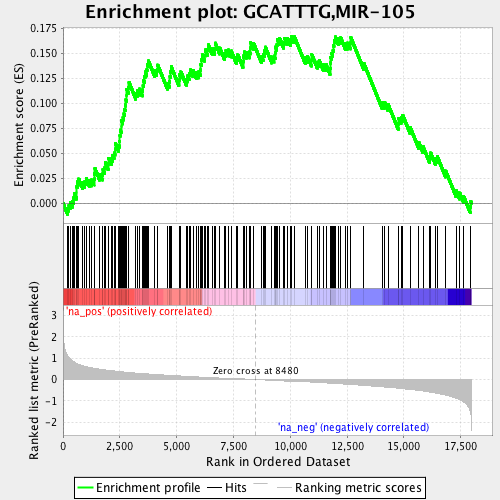 Enrichment plot: GCATTTG,MIR-105
Enrichment score (ES)
0.175
0.150
0.125
0.100
0.075
0.050
0.025
0.000
'na_pos' (positively correlated)
Ranked list metric (PreRanked)
3
2
1
0
-1
-2
Zero cross at 8480
'na_neg' (negatively correlated)
0
2,500
5,000
7,500
10,000
12,500
15,000
17,500
Rank in Ordered Dataset
Enrichment profile
Hits
Ranking metric scores